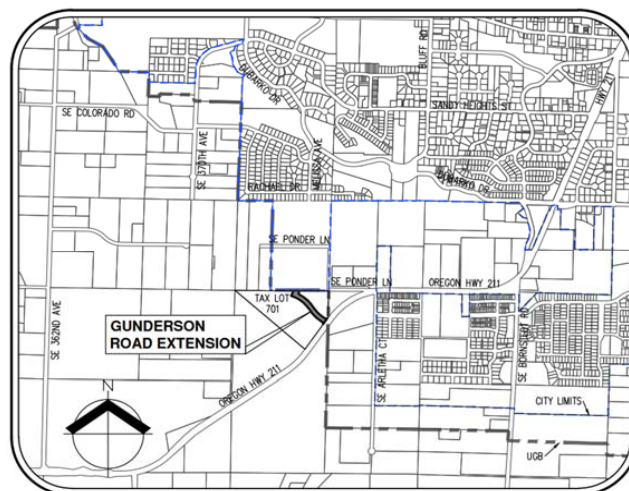 BLUFF RD
HWY 211
DUBARKO DR
SANDY HEIGHTS ST
SE COLORADO RD
SE 370TH AVE
MELISSA AVE
DUBARKO DR
RACHAEL DR
SE PONDER LN
SE PONDER LN
OREGON HWY 211
TAX LOT
701
GUNDERSON
ROAD EXTENSION
SE 362ND AVE
OREGON HWY 211
SE ARLETHA CT
SE BORNSTEDT RD
N
CITY LIMITS
UGB